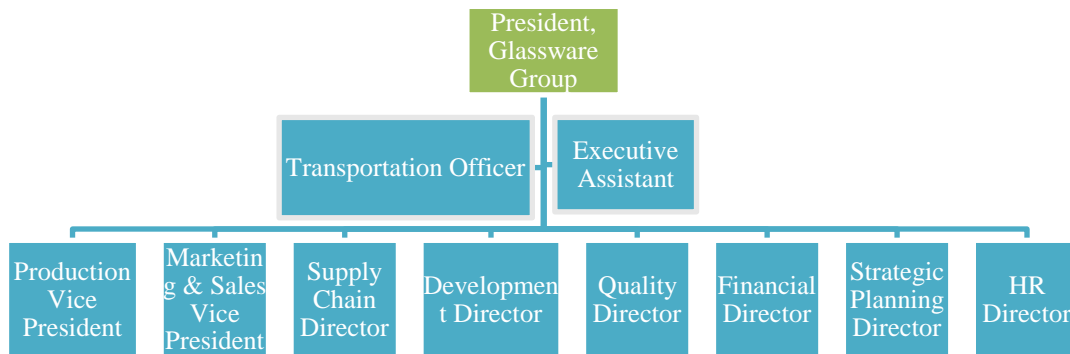 President,
Glassware
Group
Transportation Officer
Executive
Assistant
Production
Vice
President
Marketin
g & Sales
Vice
President
Supply
Chain
Director
Developmen
t Director
Quality
Director
Financial
Director
Strategic
Planning
Director
HR
Director